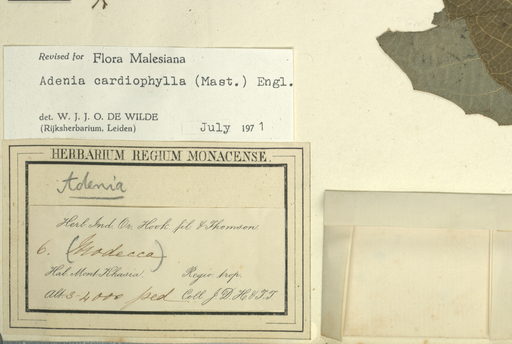 Revised for Flora Malesiana
Adenia cardiophylla (Mast.) Engl.
det. W. J. J. O. DE WILDE
(Rijksherbarium, Leiden) July 1971
HERBARIUM REGIUM MONACENSE.
Adenia
Herb. Ind. Or. Hook. fil. & Thomson.
6. (Modecca)
Hab. Mont Khasia. Regio trop.
Alt. 3-4000 ped Coll. J. D. H. & T. T.